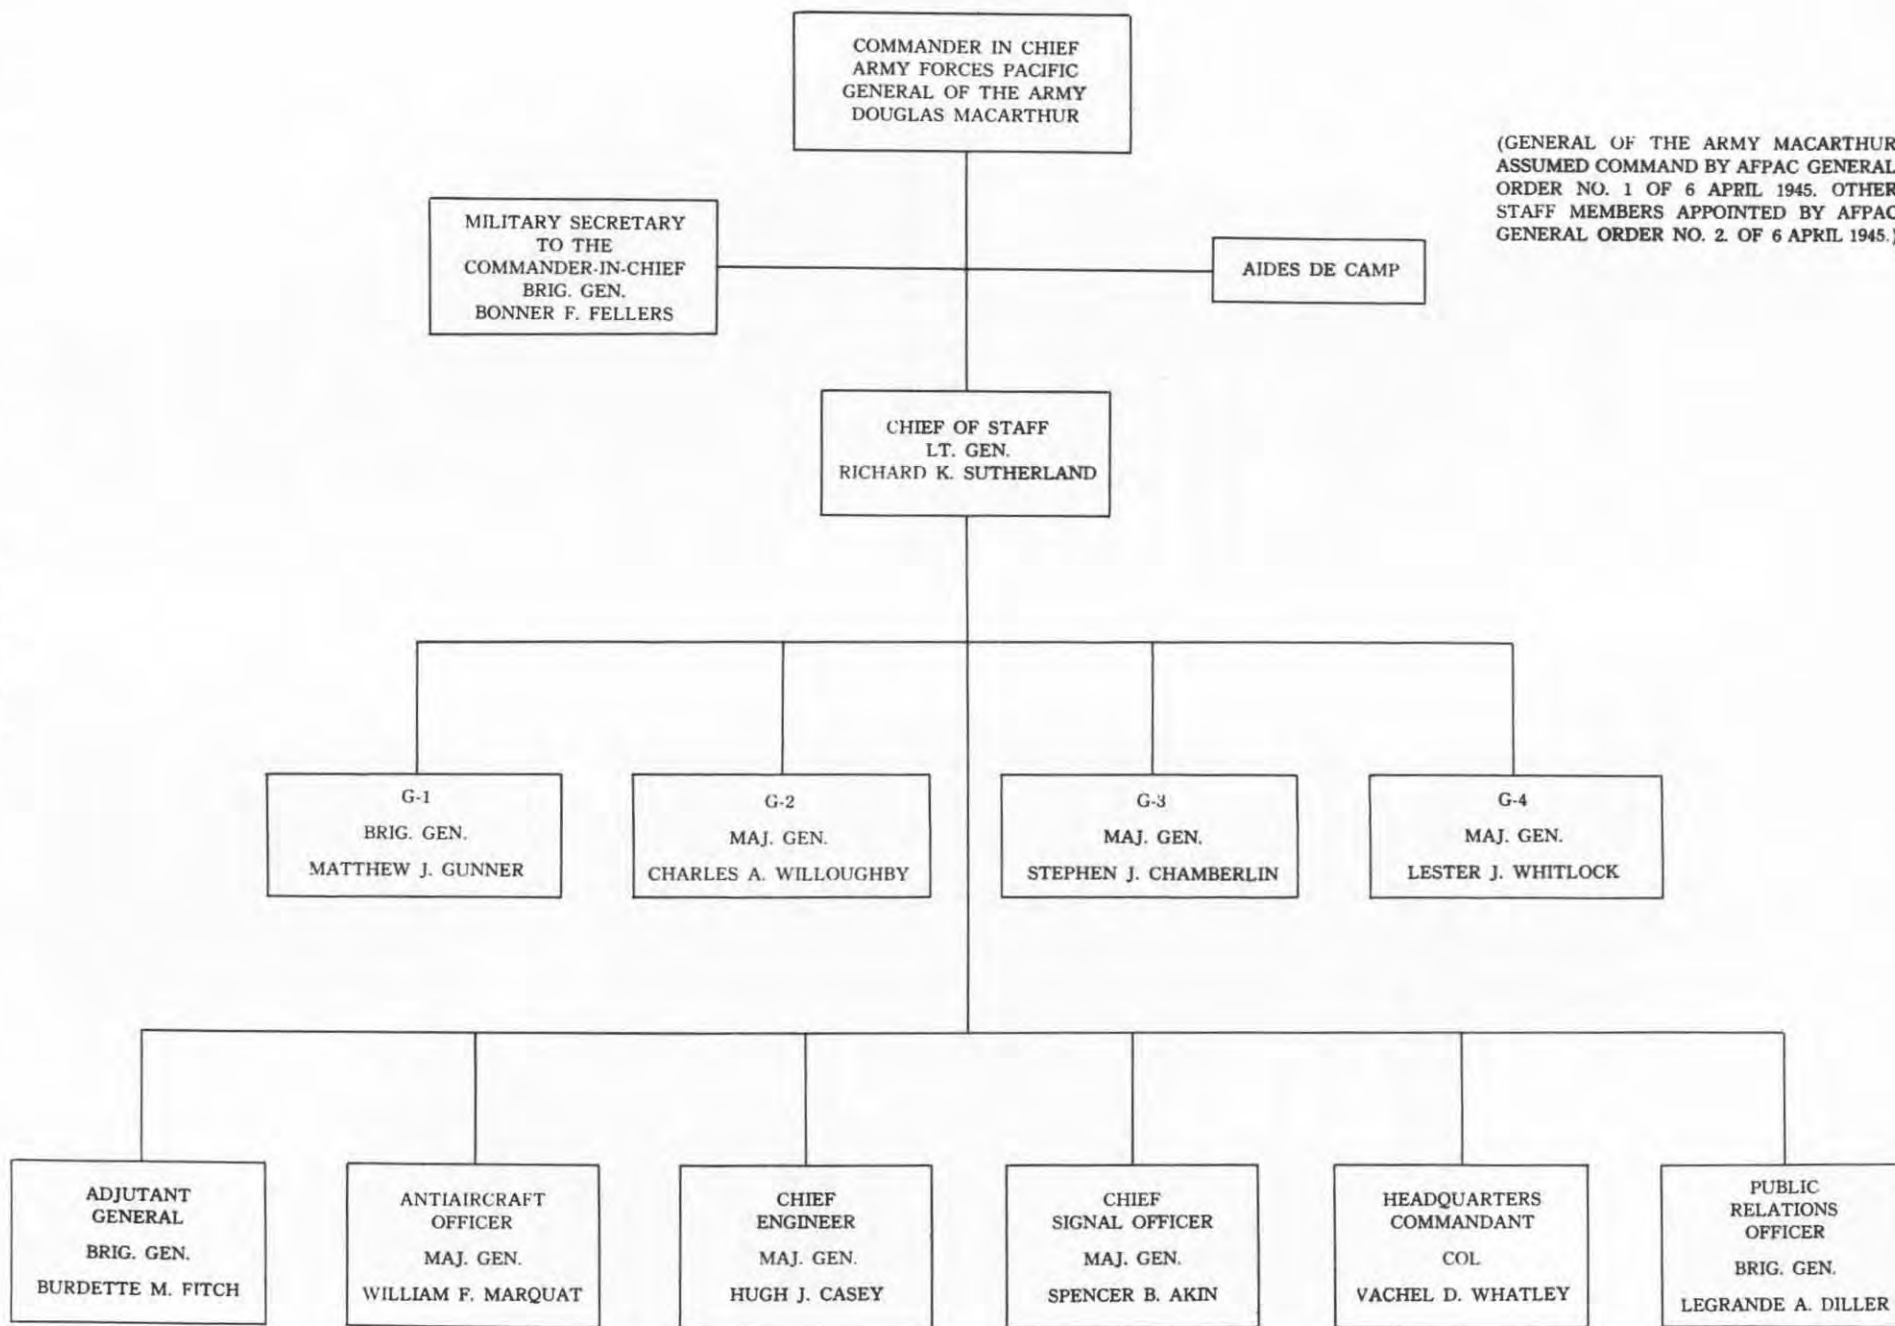 COMMANDER IN CHIEF
ARMY FORCES PACIFIC
GENERAL OF THE ARMY
DOUGLAS MACARTHUR
(GENERAL OF THE ARMY MACARTHUR
ASSUMED COMMAND BY AFPAC GENERAL
ORDER NO. 1 OF 6 APRIL 1945. OTHER
STAFF MEMBERS APPOINTED BY AFPAC
GENERAL ORDER NO. 2. OF 6 APRIL 1945.)
MILITARY SECRETARY
TO THE
COMMANDER-IN-CHIEF
BRIG. GEN.
BONNER F. FELLERS
AIDES DE CAMP
CHIEF OF STAFF
LT. GEN.
RICHARD K. SUTHERLAND
G-1
BRIG. GEN.
MATTHEW J. GUNNER
G-2
MAJ. GEN.
CHARLES A. WILLOUGHBY
G-3
MAJ. GEN.
STEPHEN J. CHAMBERLIN
G-4
MAJ. GEN.
LESTER J. WHITLOCK
ADJUTANT
GENERAL
BRIG. GEN.
BURDETTE M. FITCH
ANTIAIRCRAFT
OFFICER
MAJ. GEN.
WILLIAM F. MARQUAT
CHIEF
ENGINEER
MAJ. GEN.
HUGH J. CASEY
CHIEF
SIGNAL OFFICER
MAJ. GEN.
SPENCER B. AKIN
HEADQUARTERS
COMMANDANT
COL
VACHEL D. WHATLEY
PUBLIC
RELATIONS
OFFICER
BRIG. GEN.
LEGRANDE A. DILLER